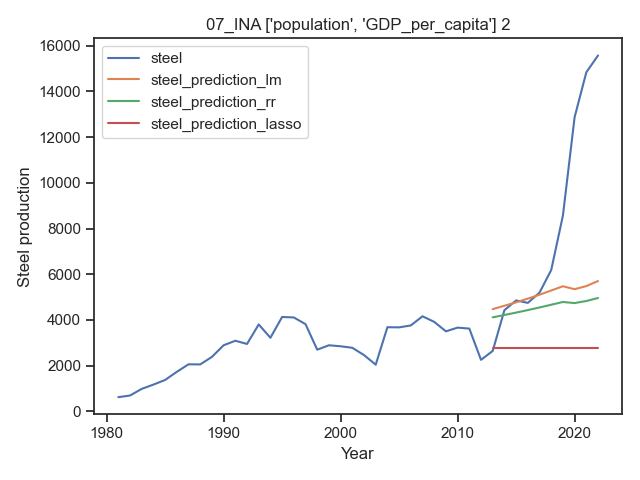 07_INA ['population', 'GDP_per_capita'] 2
steel
steel_prediction_lm
steel_prediction_rr
steel_prediction_lasso
Steel production
16000
14000
12000
10000
8000
6000
4000
2000
0
1980
1990
2000
2010
2020
Year